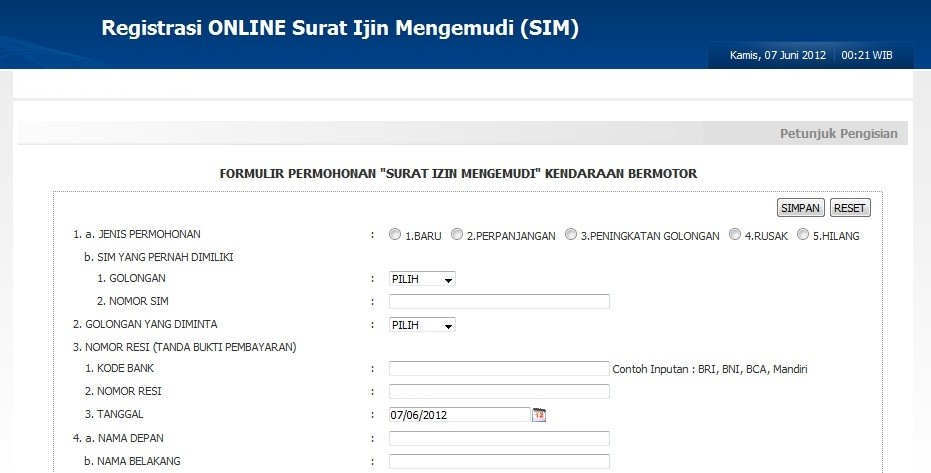 Registrasi ONLINE Surat Ijin Mengemudi (SIM)
Kamis, 07 Juni 2012 00:21 WIB
Petunjuk Pengisian
FORMULIR PERMOHONAN "SURAT IZIN MENGEMUDI" KENDARAAN BERMOTOR
SIMPAN RESET
1. a. JENIS PERMOHONAN : 1.BARU 2.PERPANJANGAN 3.PENINGKATAN GOLONGAN 4.RUSAK 5.HILANG
b. SIM YANG PERNAH DIMILIKI
1. GOLONGAN : PILIH
2. NOMOR SIM :
2. GOLONGAN YANG DIMINTA : PILIH
3. NOMOR RESI (TANDA BUKTI PEMBAYARAN)
1. KODE BANK : Contoh Inputan : BRI, BNI, BCA, Mandiri
2. NOMOR RESI :
3. TANGGAL : 07/06/2012 12
4. a. NAMA DEPAN :
b. NAMA BELAKANG :